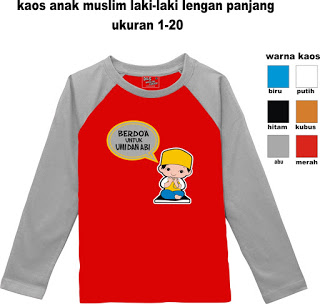 kaos anak muslim laki-laki lengan panjang
ukuran 1-20
warna kaos
biru
putih
hitam
kubus
abu
merah
BERDO'A
UNTUK
UMI DAN ABI